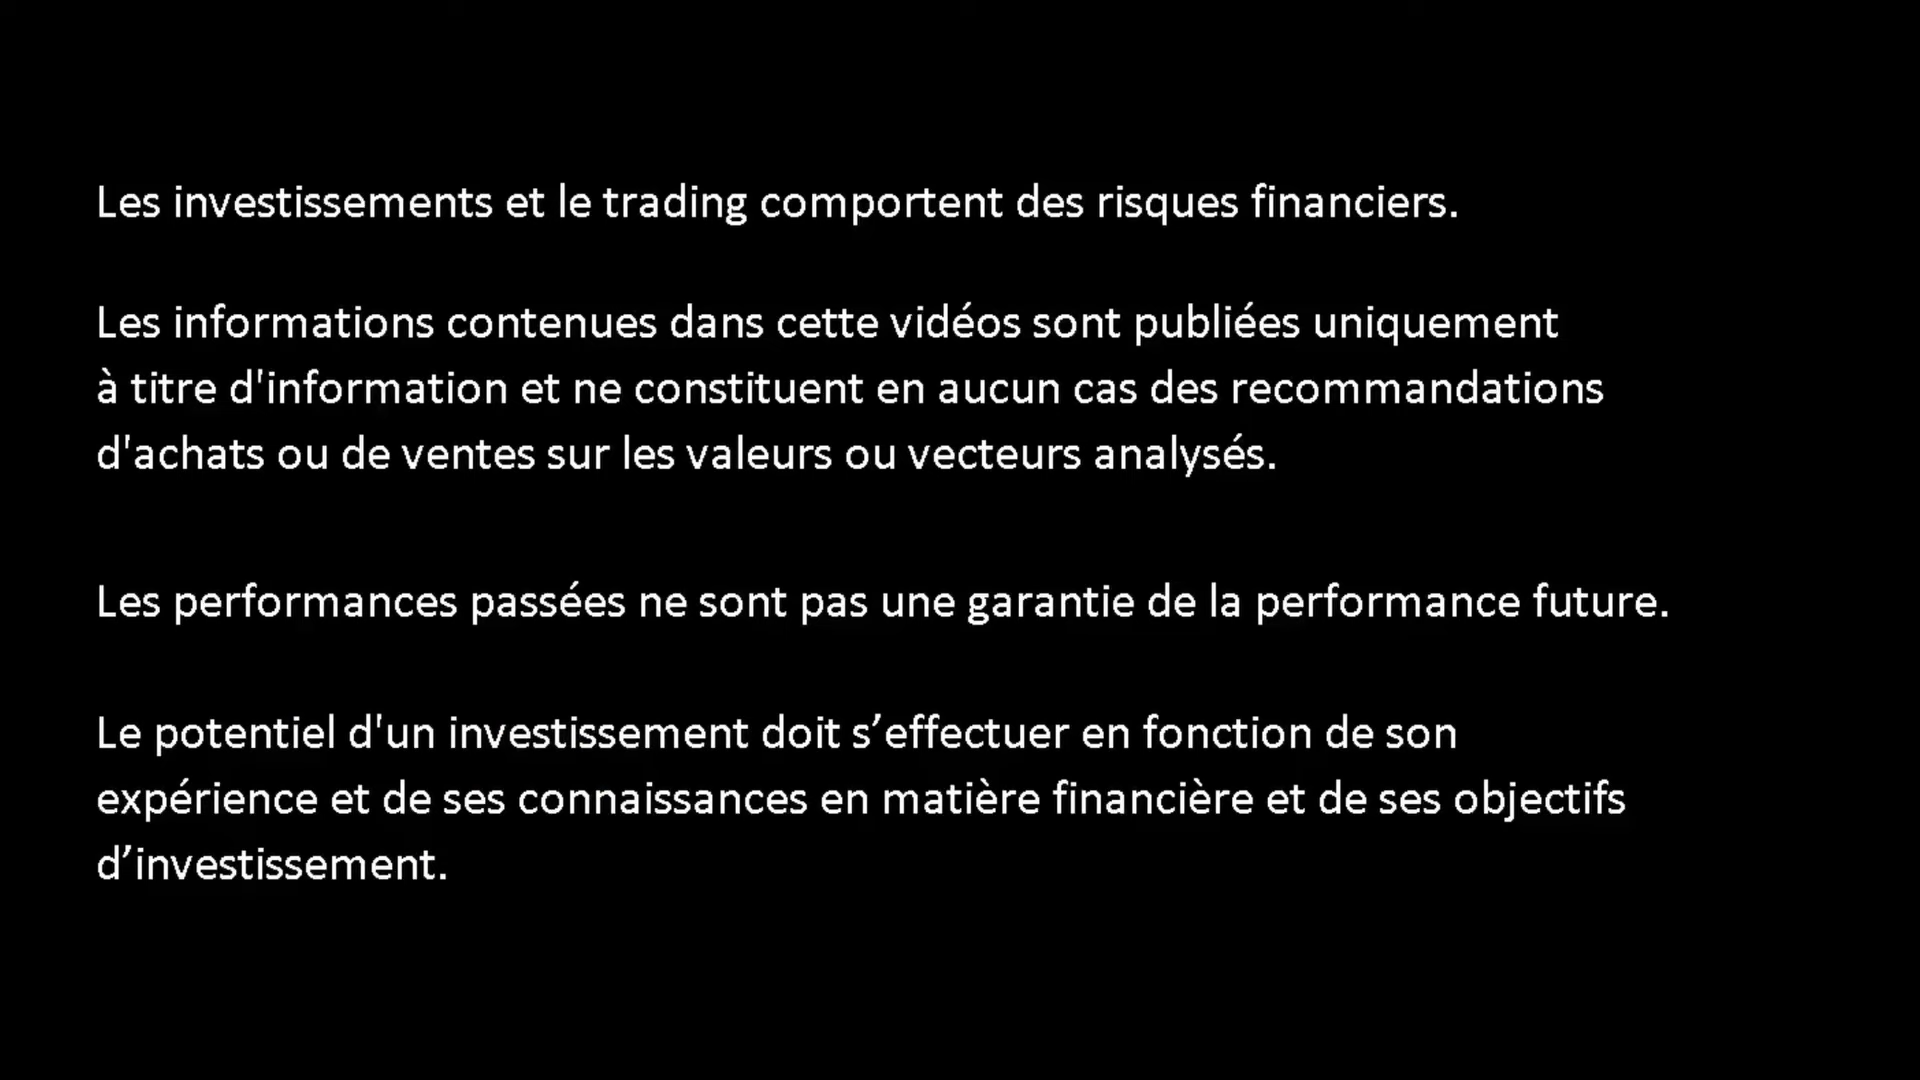 Les investissements et le trading comportent des risques financiers.
Les informations contenues dans cette vidéos sont publiées uniquement
à titre d'information et ne constituent en aucun cas des recommandations
d'achats ou de ventes sur les valeurs ou vecteurs analysés.
Les performances passées ne sont pas une garantie de la performance future.
Le potentiel d'un investissement doit s’effectuer en fonction de son
expérience et de ses connaissances en matière financière et de ses objectifs
d’investissement.